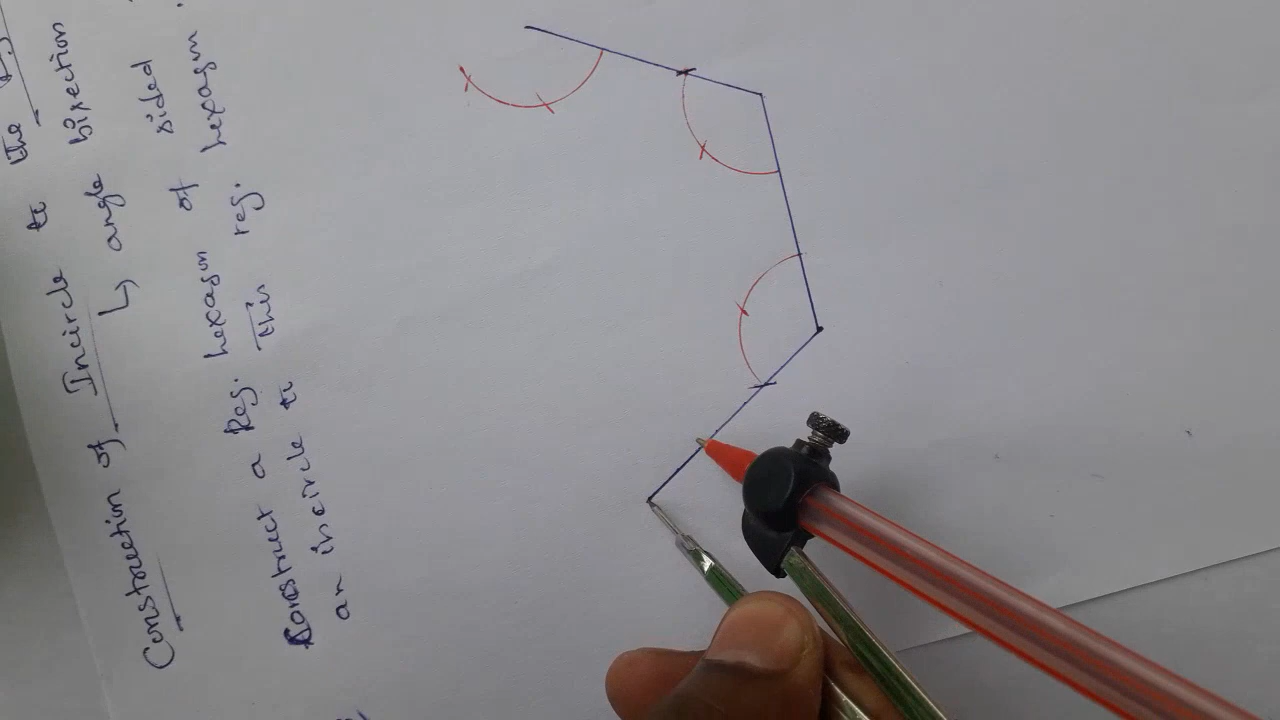 Construction of Incircle to the
↳ angle bisection
Construct a Reg. hexagon of sided
an incircle to this reg. hexagon.